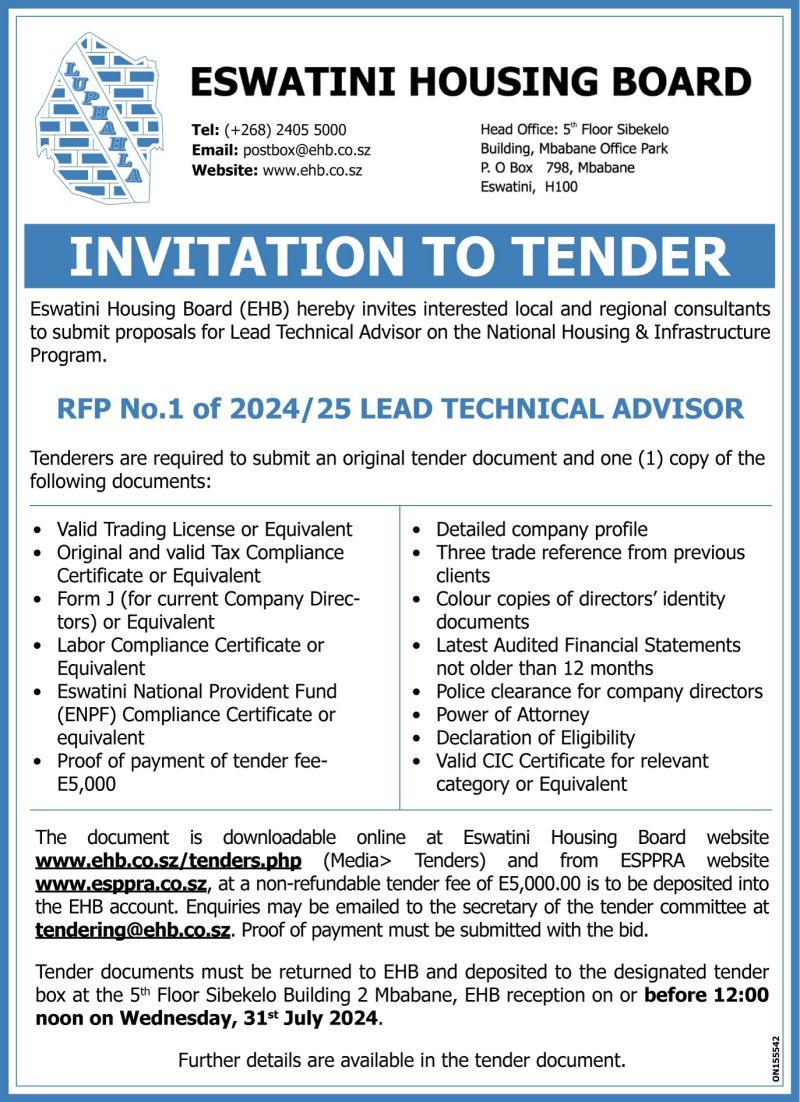 LUPHAHLA
ESWATINI HOUSING BOARD
Tel: (+268) 2405 5000
Email: postbox@ehb.co.sz
Website: www.ehb.co.sz
Head Office: 5th Floor Sibekelo
Building, Mbabane Office Park
P. O Box 798, Mbabane
Eswatini, H100
INVITATION TO TENDER
Eswatini Housing Board (EHB) hereby invites interested local and regional consultants
to submit proposals for Lead Technical Advisor on the National Housing & Infrastructure
Program.
RFP No.1 of 2024/25 LEAD TECHNICAL ADVISOR
Tenderers are required to submit an original tender document and one (1) copy of the
following documents:
• Valid Trading License or Equivalent
• Original and valid Tax Compliance
Certificate or Equivalent
• Form J (for current Company Direc-
tors) or Equivalent
• Labor Compliance Certificate or
Equivalent
• Eswatini National Provident Fund
(ENPF) Compliance Certificate or
equivalent
• Proof of payment of tender fee-
E5,000
• Detailed company profile
• Three trade reference from previous
clients
• Colour copies of directors' identity
documents
• Latest Audited Financial Statements
not older than 12 months
• Police clearance for company directors
• Power of Attorney
• Declaration of Eligibility
• Valid CIC Certificate for relevant
category or Equivalent
The document is downloadable online at Eswatini Housing Board website
www.ehb.co.sz/tenders.php (Media> Tenders) and from ESPPRA website
www.esppra.co.sz, at a non-refundable tender fee of E5,000.00 is to be deposited into
the EHB account. Enquiries may be emailed to the secretary of the tender committee at
tendering@ehb.co.sz. Proof of payment must be submitted with the bid.
Tender documents must be returned to EHB and deposited to the designated tender
box at the 5th Floor Sibekelo Building 2 Mbabane, EHB reception on or before 12:00
noon on Wednesday, 31st July 2024.
Further details are available in the tender document.
ON155542